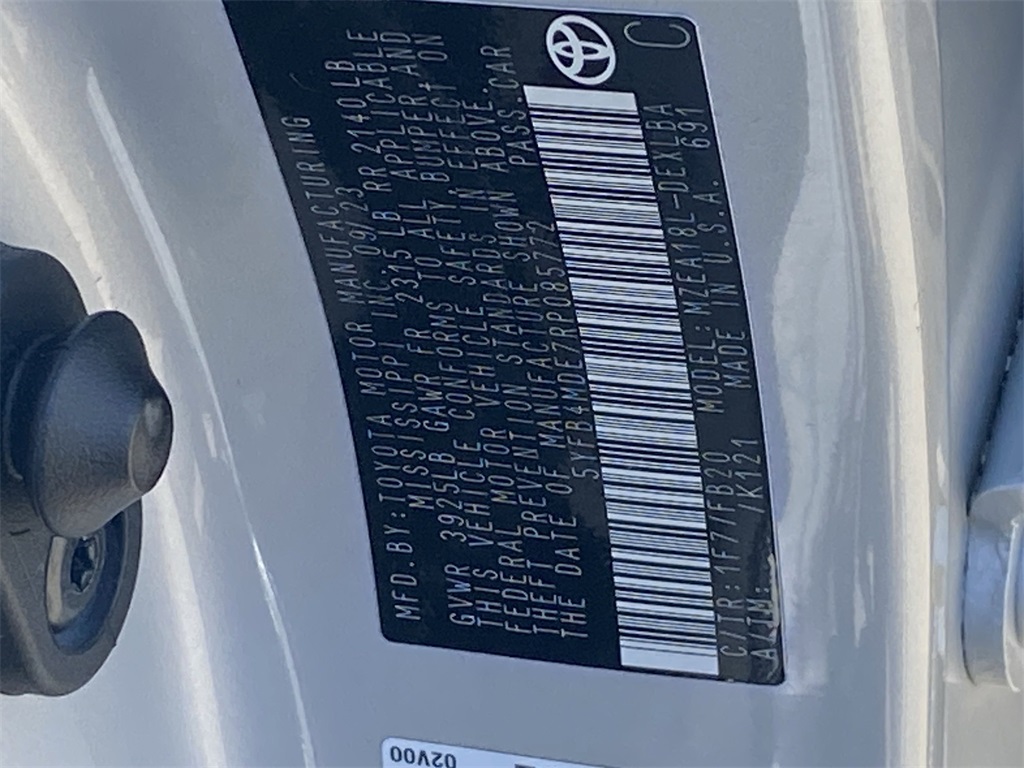 MFD.BY:TOYOTA MOTOR MANUFACTURING
MISSISSIPPI INC. 09/23
GVWR 3925LB GAWR FR 2315LB RR 2140LB
THIS VEHICLE CONFORMS TO ALL APPLICABLE
FEDERAL MOTOR VEHICLE SAFETY, BUMPER, AND
THEFT PREVENTION STANDARDS IN EFFECT ON
THE DATE OF MANUFACTURE SHOWN ABOVE.
5YFB4MDE7RP085772 PASS.CAR
C/TR:1F7/FB20 MODEL:MZEA18L-DEXLBA
A/TM: /K121 MADE IN U.S.A. 691
C
02V00